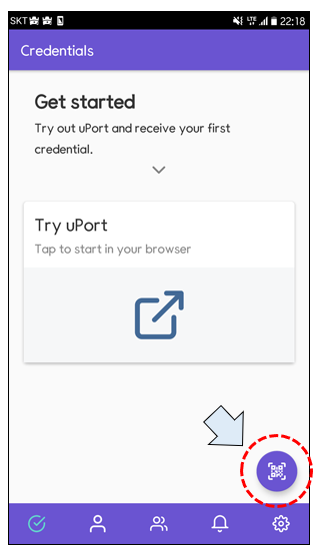 SKT 22:18
LTE
Credentials
Get started
Try out uPort and receive your first
credential.
Try uPort
Tap to start in your browser